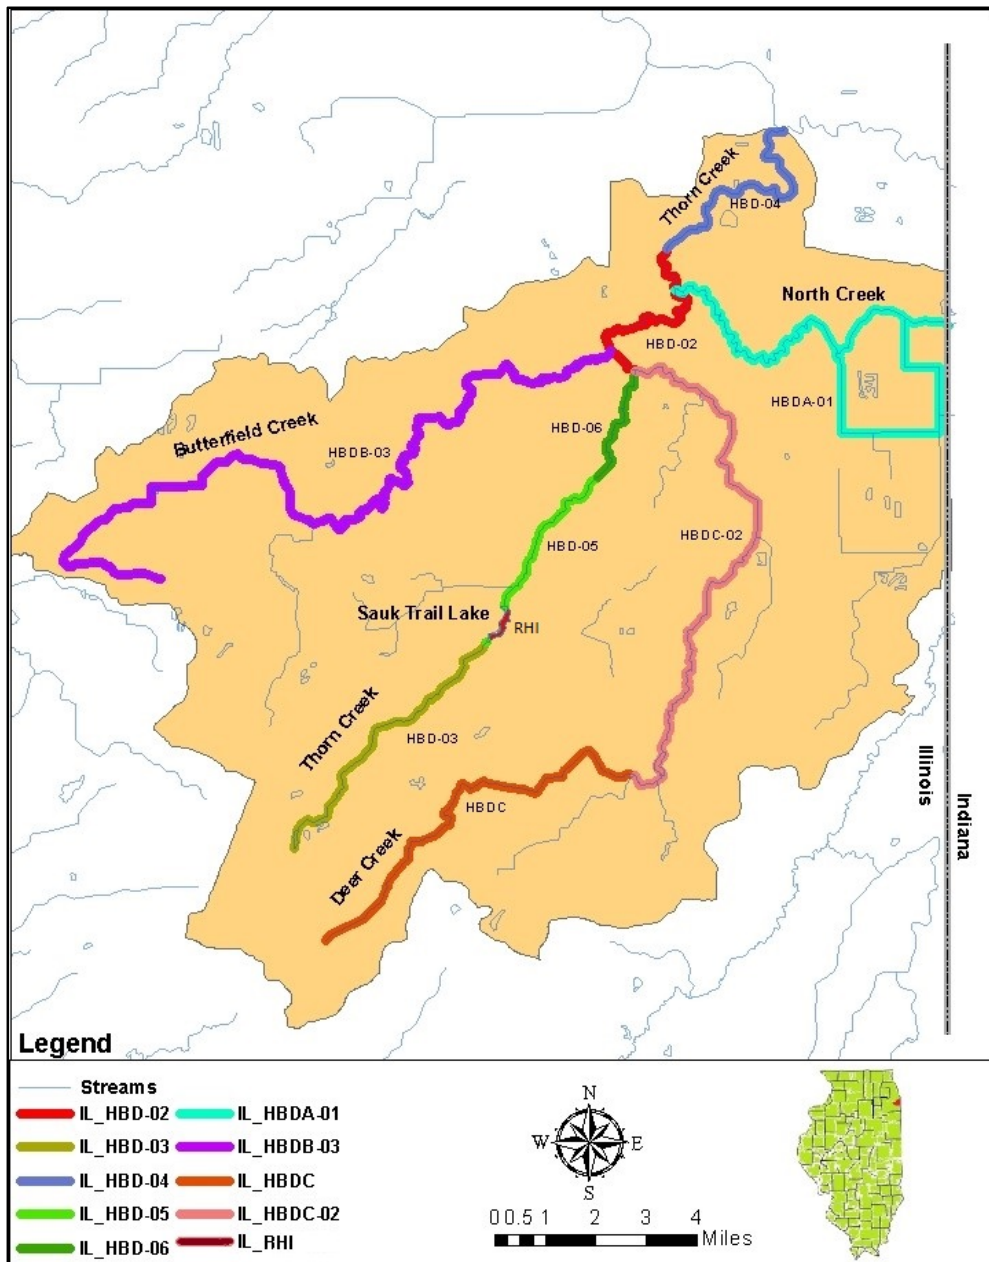 Thorn Creek
HBD-04
North Creek
HBD-02
HBDA-01
Butterfield Creek
HBDB-03
HBD-06
HBDC-02
HBD-05
Sauk Trail Lake
RHI
Thorn Creek
HBD-03
HBDC
Deer Creek
Illinois
Indiana
Legend
Streams
IL_HBD-02
IL_HBDA-01
IL_HBD-03
IL_HBDB-03
IL_HBD-04
IL_HBDC
IL_HBD-05
IL_HBDC-02
IL_HBD-06
IL_RHI
N
W E
S
0 0.5 1 2 3 4
Miles